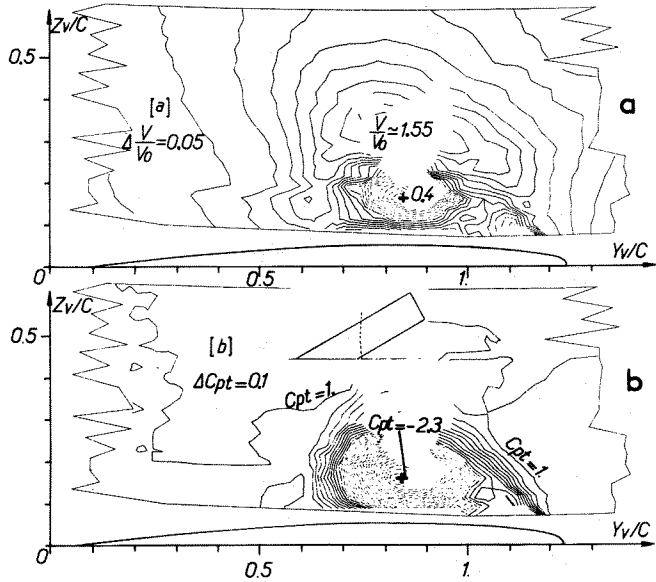 Zv/C
0.5
[a]
Δ V/V0 = 0.05
V/V0 ≃ 1.55
+0.4
a
0
0.5
1.
Yv/C
Zv/C
0.5
[b]
ΔCpt = 0.1
Cpt = 1.
Cpt = -2.3
Cpt = 1.
b
0
0.5
1.
Yv/C